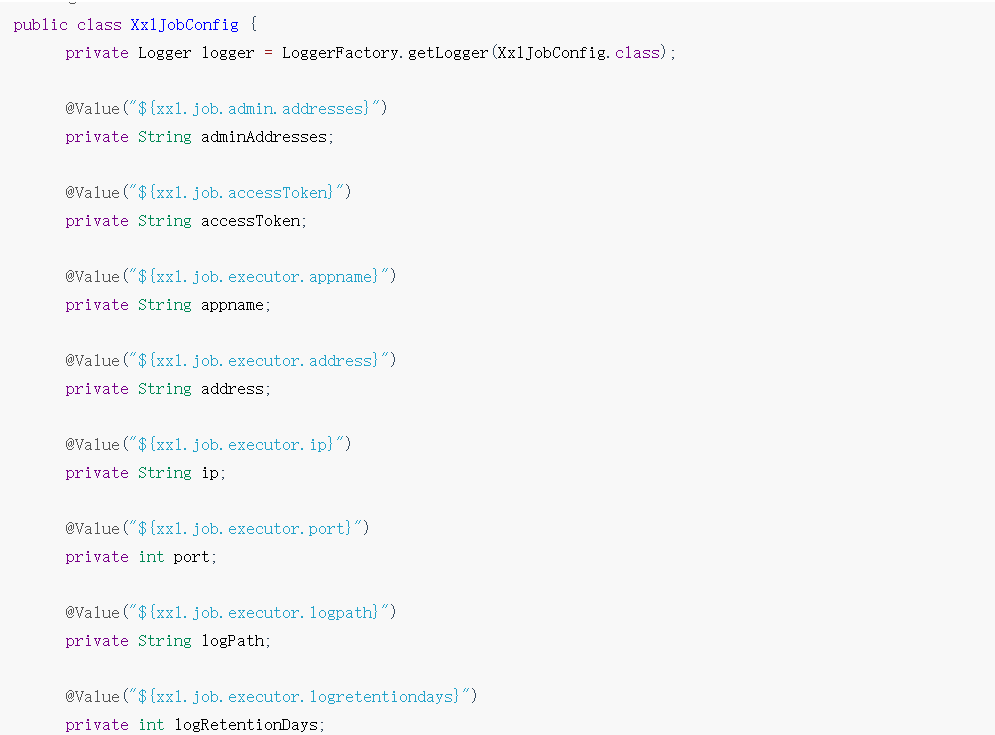 public class XxlJobConfig {
private Logger logger = LoggerFactory.getLogger(XxlJobConfig.class);
@Value("${xxl.job.admin.addresses}")
private String adminAddresses;
@Value("${xxl.job.accessToken}")
private String accessToken;
@Value("${xxl.job.executor.appname}")
private String appname;
@Value("${xxl.job.executor.address}")
private String address;
@Value("${xxl.job.executor.ip}")
private String ip;
@Value("${xxl.job.executor.port}")
private int port;
@Value("${xxl.job.executor.logpath}")
private String logPath;
@Value("${xxl.job.executor.logretentiondays}")
private int logRetentionDays;